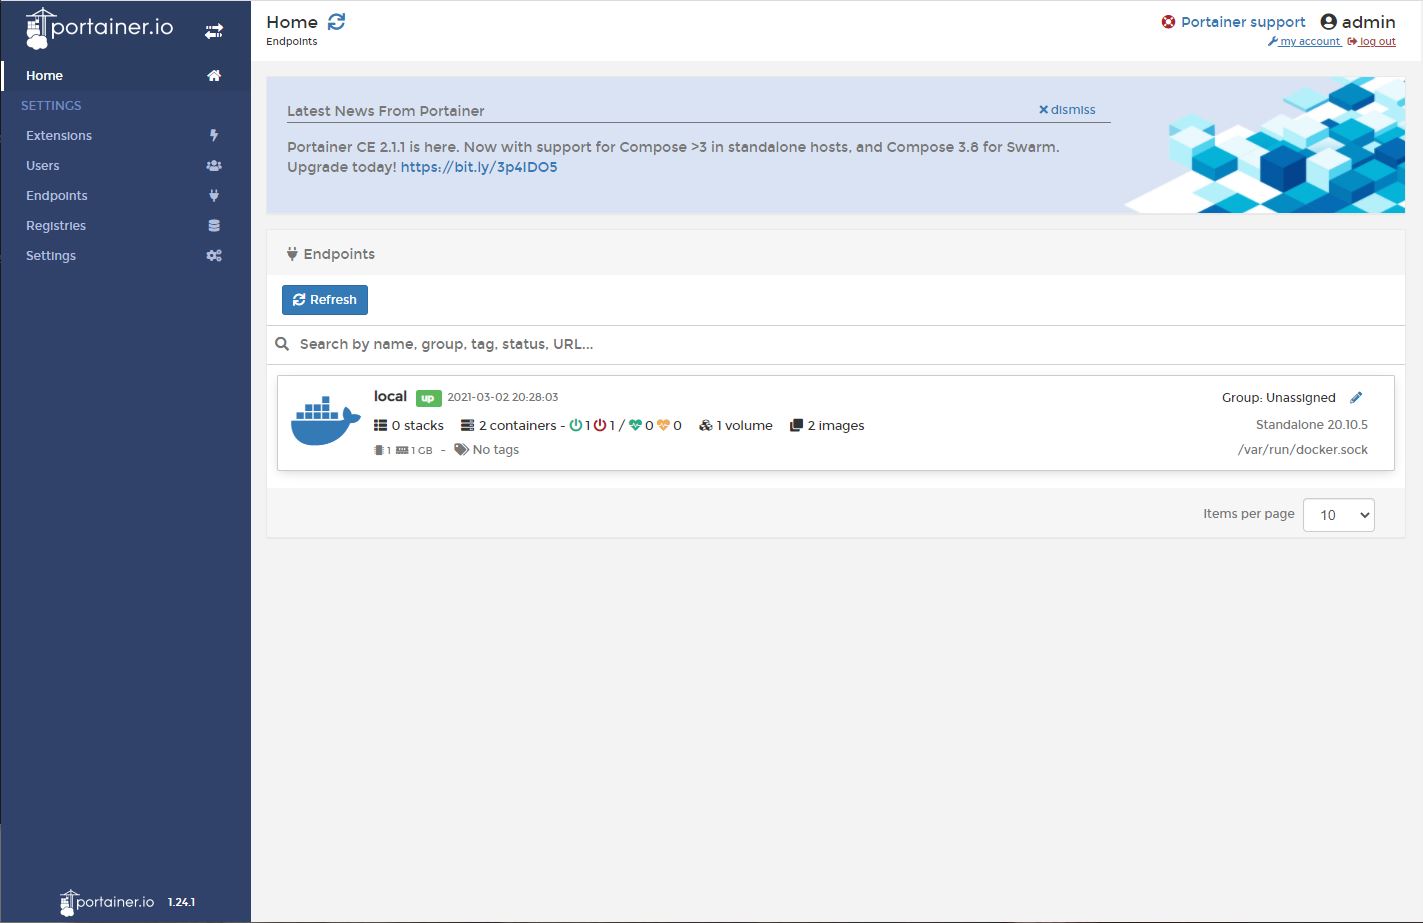 portainer.io
Home
SETTINGS
Extensions
Users
Endpoints
Registries
Settings
portainer.io 1.24.1
Home
Endpoints
Portainer support admin
my account log out
Latest News From Portainer dismiss
Portainer CE 2.1.1 is here. Now with support for Compose >3 in standalone hosts, and Compose 3.8 for Swarm.
Upgrade today! https://bit.ly/3p4IDO5
Endpoints
Refresh
Search by name, group, tag, status, URL...
local up 2021-03-02 20:28:03 Group: Unassigned
0 stacks 2 containers - 1 1 / 0 0 1 volume 2 images Standalone 20.10.5
1 1 GB - No tags /var/run/docker.sock
Items per page 10